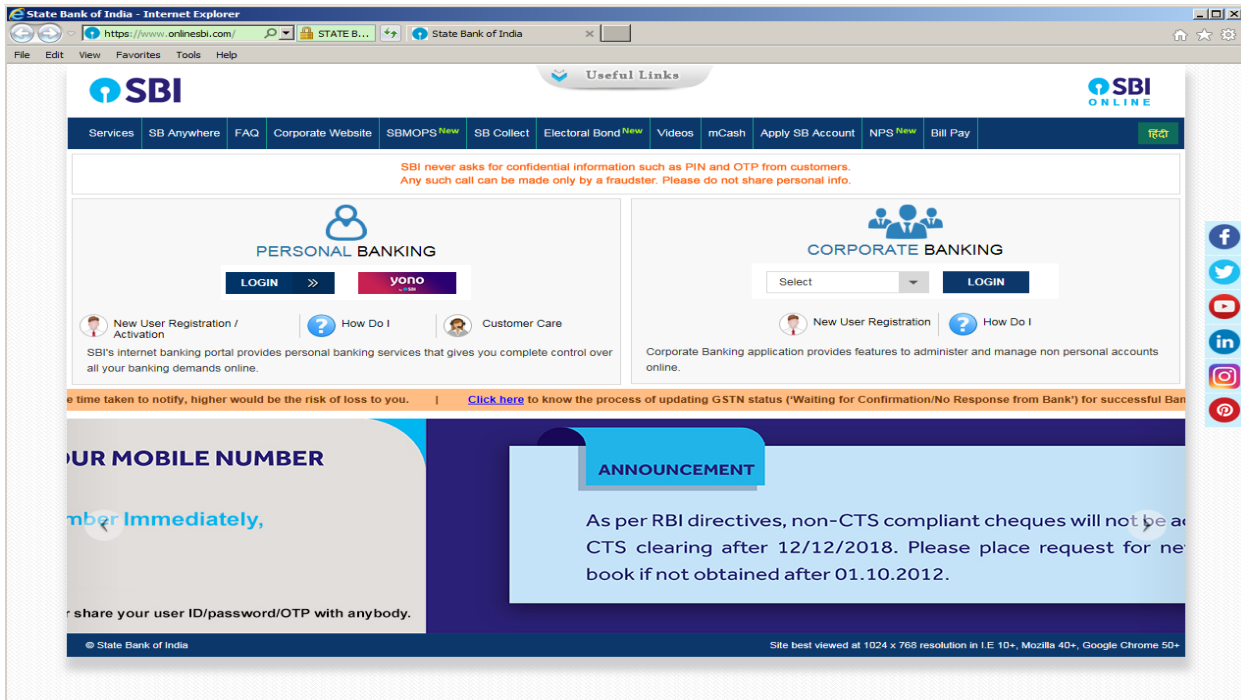 State Bank of India - Internet Explorer
https://www.onlinesbi.com/ STATE B... State Bank of India
File Edit View Favorites Tools Help
SBI
Useful Links
SBI
ONLINE
Services SB Anywhere FAQ Corporate Website SBMOPS New SB Collect Electoral Bond New Videos mCash Apply SB Account NPS New Bill Pay हिंदी
SBI never asks for confidential information such as PIN and OTP from customers.
Any such call can be made only by a fraudster. Please do not share personal info.
PERSONAL BANKING
LOGIN » yono
by SBI
New User Registration /
Activation
How Do I
Customer Care
SBI's internet banking portal provides personal banking services that gives you complete control over
all your banking demands online.
CORPORATE BANKING
Select LOGIN
New User Registration How Do I
Corporate Banking application provides features to administer and manage non personal accounts
online.
e time taken to notify, higher would be the risk of loss to you. | Click here to know the process of updating GSTN status ('Waiting for Confirmation/No Response from Bank') for successful Ban
OUR MOBILE NUMBER
mber Immediately,
r share your user ID/password/OTP with anybody.
ANNOUNCEMENT
As per RBI directives, non-CTS compliant cheques will not be a
CTS clearing after 12/12/2018. Please place request for ne
book if not obtained after 01.10.2012.
© State Bank of India
Site best viewed at 1024 x 768 resolution in I.E 10+, Mozilla 40+, Google Chrome 50+